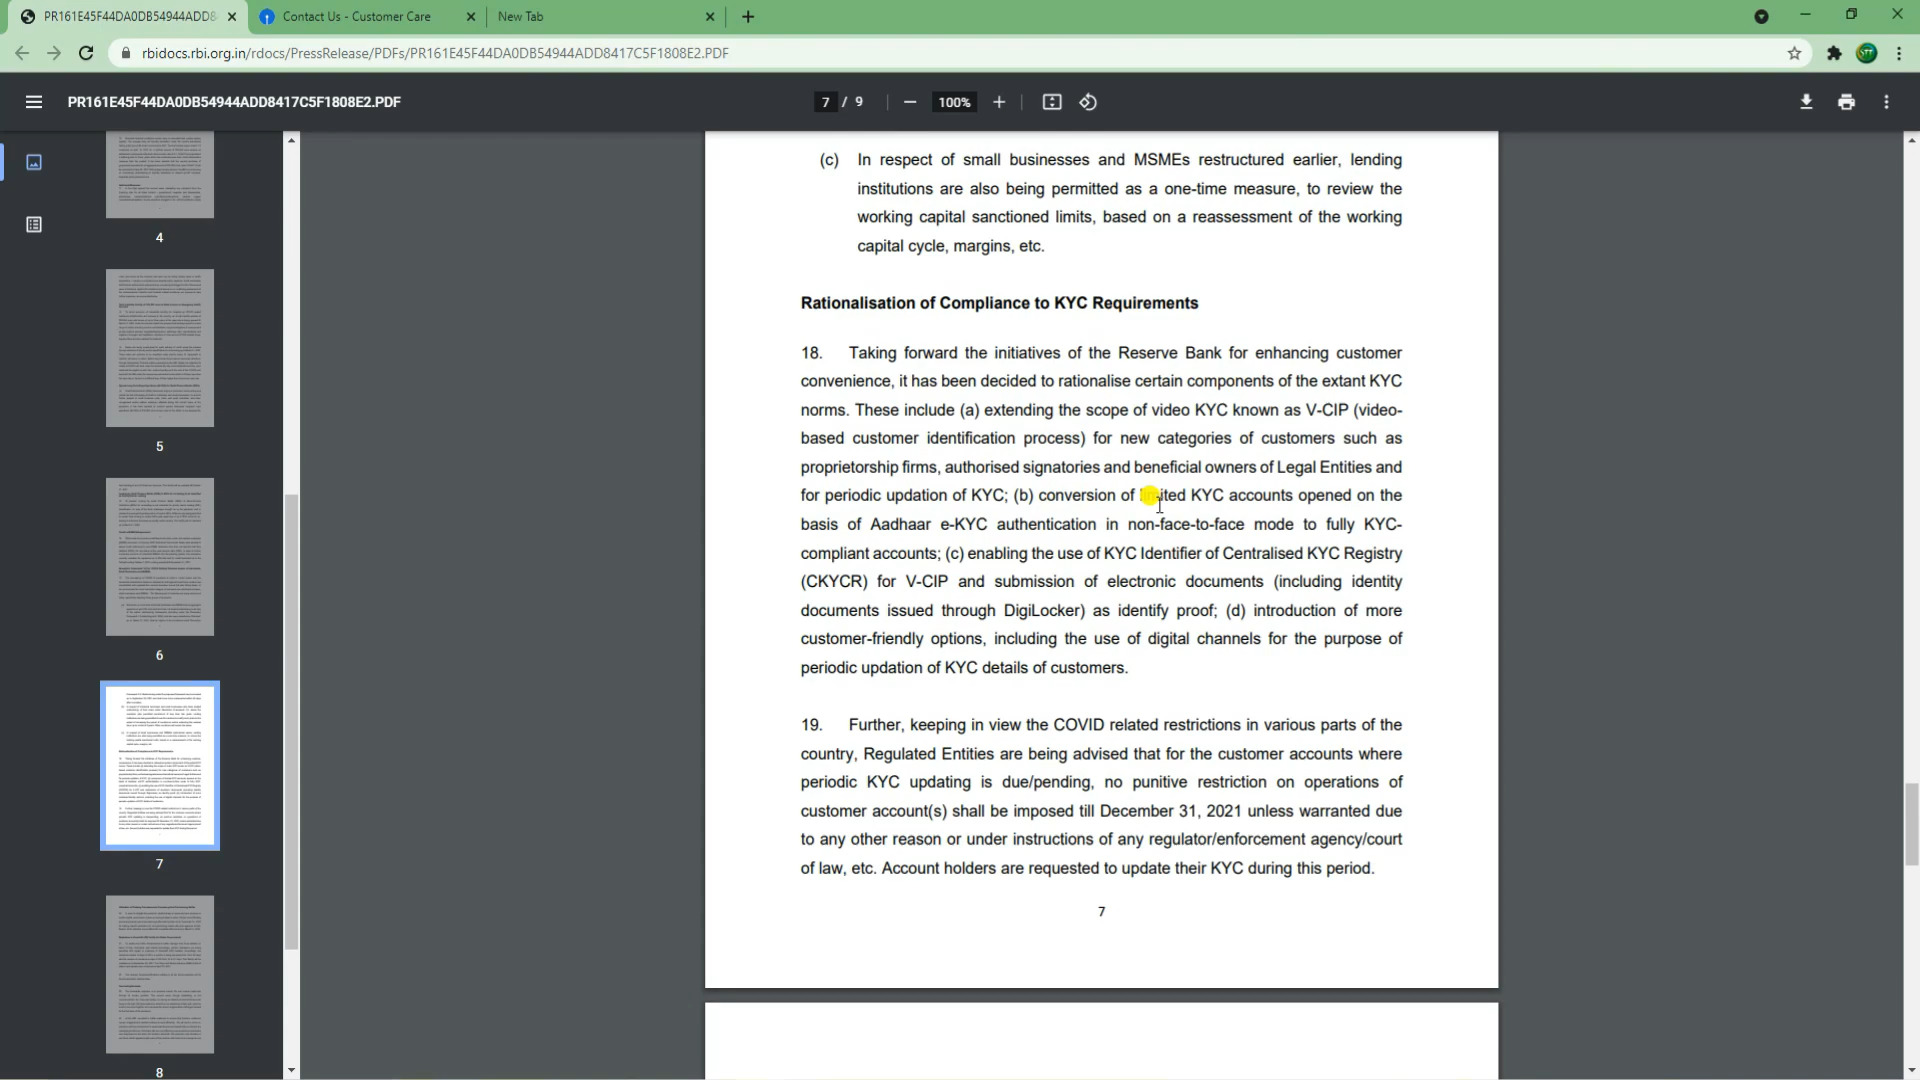 PR161E45F44DA0DB54944ADD8
Contact Us - Customer Care
New Tab
rbidocs.rbi.org.in/rdocs/PressRelease/PDFs/PR161E45F44DA0DB54944ADD8417C5F1808E2.PDF
PR161E45F44DA0DB54944ADD8417C5F1808E2.PDF
7 / 9
100%
4
5
6
7
8
(c) In respect of small businesses and MSMEs restructured earlier, lending
institutions are also being permitted as a one-time measure, to review the
working capital sanctioned limits, based on a reassessment of the working
capital cycle, margins, etc.
Rationalisation of Compliance to KYC Requirements
18. Taking forward the initiatives of the Reserve Bank for enhancing customer
convenience, it has been decided to rationalise certain components of the extant KYC
norms. These include (a) extending the scope of video KYC known as V-CIP (video-
based customer identification process) for new categories of customers such as
proprietorship firms, authorised signatories and beneficial owners of Legal Entities and
for periodic updation of KYC; (b) conversion of limited KYC accounts opened on the
basis of Aadhaar e-KYC authentication in non-face-to-face mode to fully KYC-
compliant accounts; (c) enabling the use of KYC Identifier of Centralised KYC Registry
(CKYCR) for V-CIP and submission of electronic documents (including identity
documents issued through DigiLocker) as identify proof; (d) introduction of more
customer-friendly options, including the use of digital channels for the purpose of
periodic updation of KYC details of customers.
19. Further, keeping in view the COVID related restrictions in various parts of the
country, Regulated Entities are being advised that for the customer accounts where
periodic KYC updating is due/pending, no punitive restriction on operations of
customer account(s) shall be imposed till December 31, 2021 unless warranted due
to any other reason or under instructions of any regulator/enforcement agency/court
of law, etc. Account holders are requested to update their KYC during this period.
7